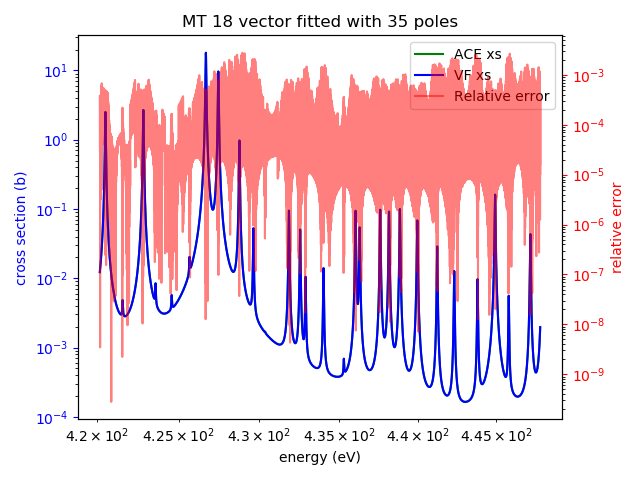 MT 18 vector fitted with 35 poles
ACE xs
VF xs
Relative error
10¹
10⁰
10⁻¹
10⁻²
10⁻³
10⁻⁴
cross section (b)
10⁻³
10⁻⁴
10⁻⁵
10⁻⁶
10⁻⁷
10⁻⁸
10⁻⁹
relative error
4.2 × 10² 4.25 × 10² 4.3 × 10² 4.35 × 10² 4.4 × 10² 4.45 × 10²
energy (eV)